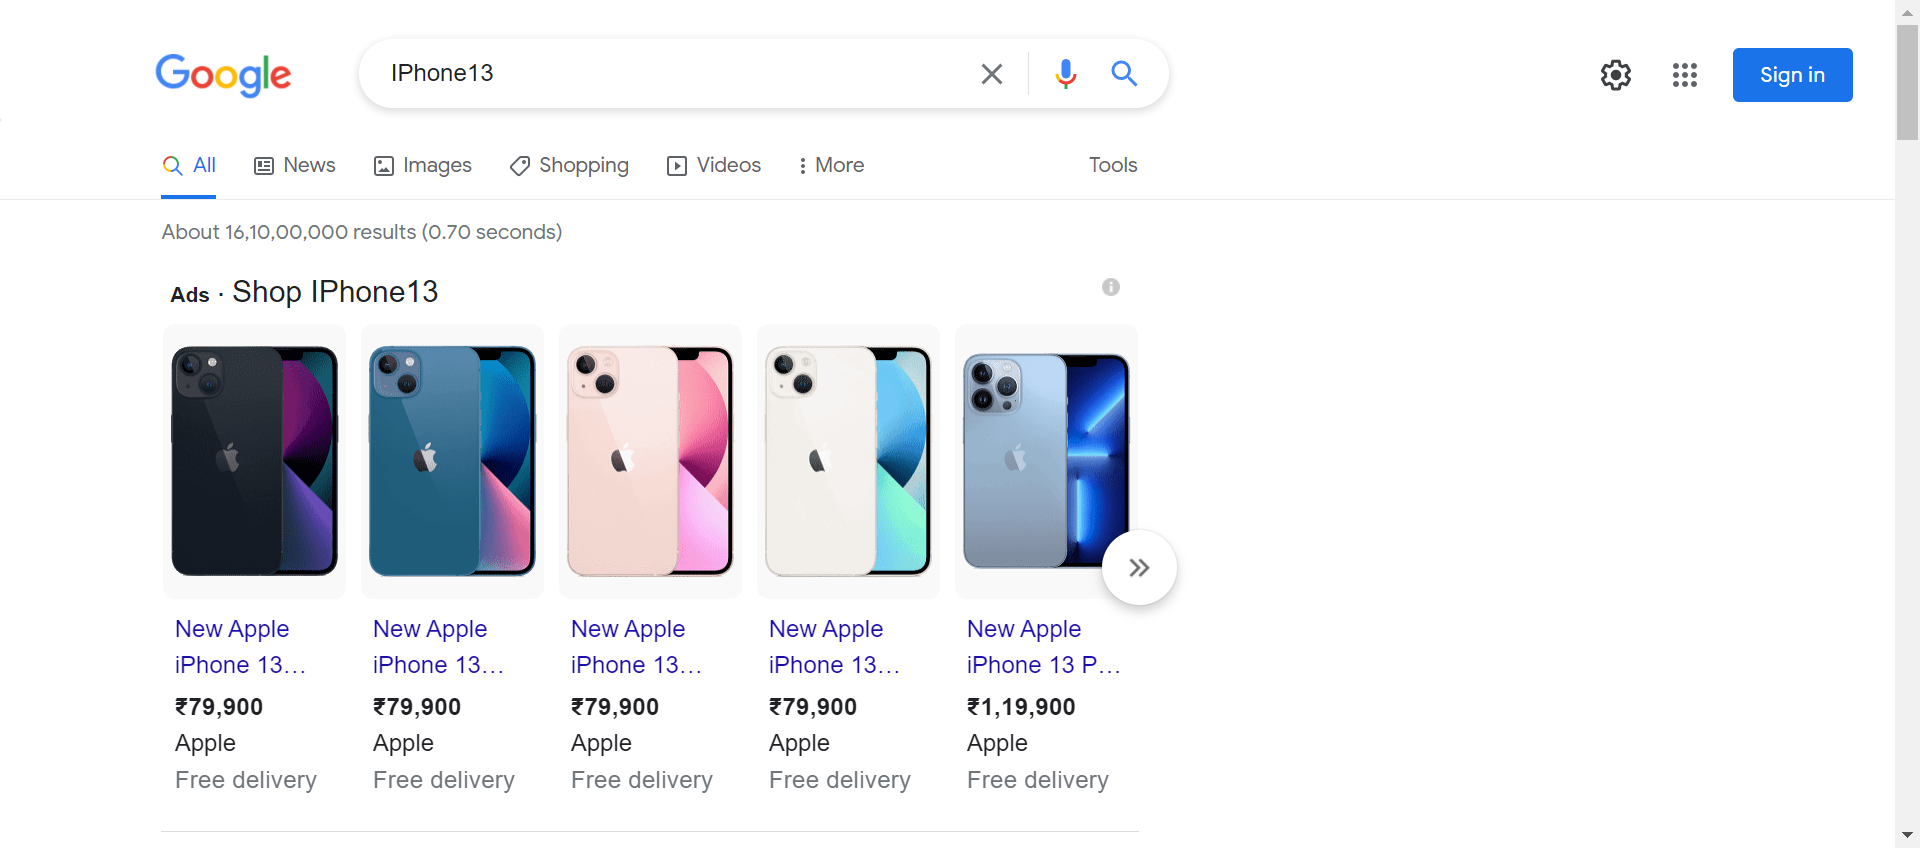 Google
IPhone13
Sign in
All
News
Images
Shopping
Videos
More
Tools
About 16,10,00,000 results (0.70 seconds)
Ads · Shop IPhone13
New Apple
iPhone 13...
₹79,900
Apple
Free delivery
New Apple
iPhone 13...
₹79,900
Apple
Free delivery
New Apple
iPhone 13...
₹79,900
Apple
Free delivery
New Apple
iPhone 13...
₹79,900
Apple
Free delivery
New Apple
iPhone 13 P...
₹1,19,900
Apple
Free delivery